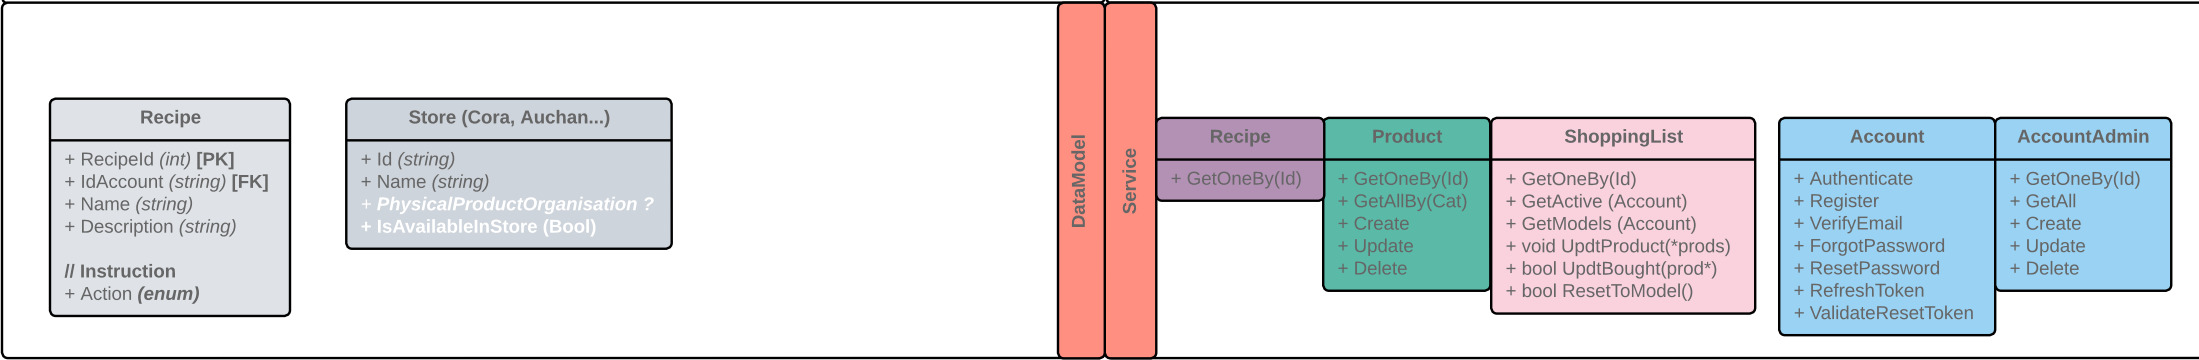 Recipe
+ RecipeId (int) [PK]
+ IdAccount (string) [FK]
+ Name (string)
+ Description (string)
// Instruction
+ Action (enum)
Store (Cora, Auchan...)
+ Id (string)
+ Name (string)
+ PhysicalProductOrganisation ?
+ IsAvailableInStore (Bool)
DataModel
Service
Recipe
+ GetOneBy(Id)
Product
+ GetOneBy(Id)
+ GetAllBy(Cat)
+ Create
+ Update
+ Delete
ShoppingList
+ GetOneBy(Id)
+ GetActive (Account)
+ GetModels (Account)
+ void UpdtProduct(*prods)
+ bool UpdtBought(prod*)
+ bool ResetToModel()
Account
+ Authenticate
+ Register
+ VerifyEmail
+ ForgotPassword
+ ResetPassword
+ RefreshToken
+ ValidateResetToken
AccountAdmin
+ GetOneBy(Id)
+ GetAll
+ Create
+ Update
+ Delete